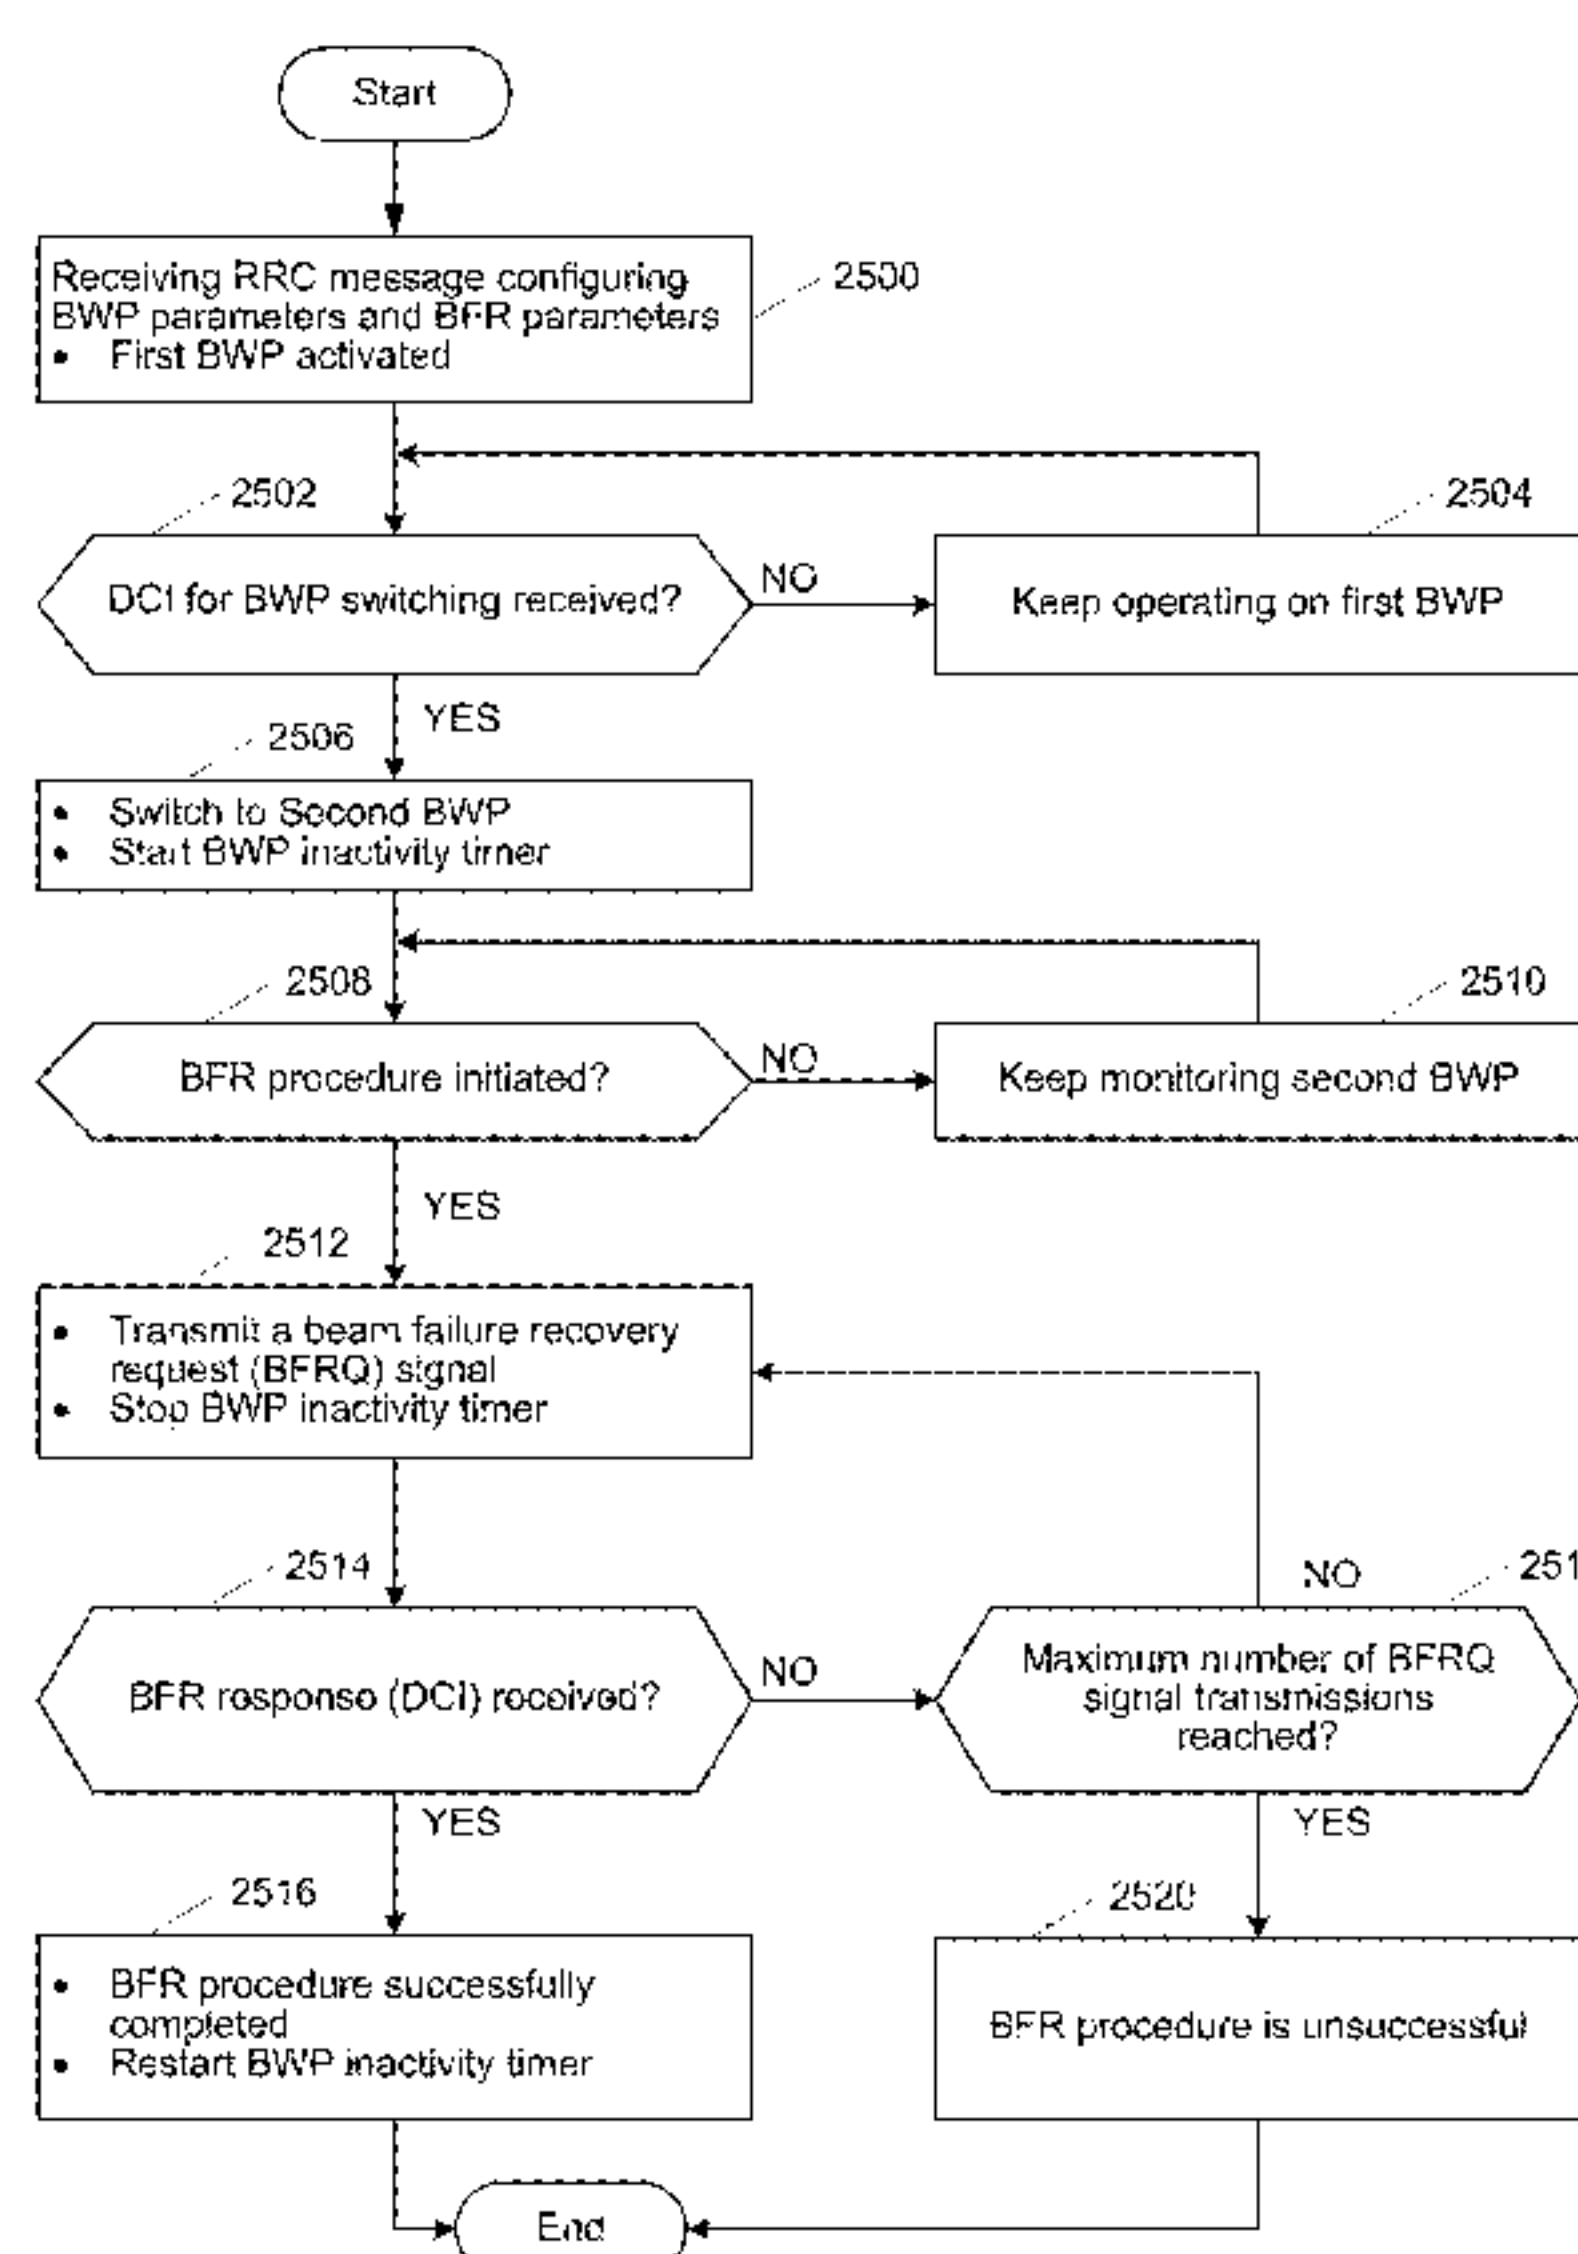 Start
Receiving RRC message configuring
BWP parameters and BFR parameters
• First BWP activated
2500
2502
2504
DCI for BWP switching received?
NO
Keep operating on first BWP
YES
2506
• Switch to Second BWP
• Start BWP inactivity timer
2508
2510
BFR procedure initiated?
NO
Keep monitoring second BWP
YES
2512
• Transmit a beam failure recovery
request (BFRQ) signal
• Stop BWP inactivity timer
2514
NO
251
BFR response (DCI) received?
NO
Maximum number of BFRQ
signal transmissions
reached?
YES
YES
2516
2520
• BFR procedure successfully
completed
• Restart BWP inactivity timer
BFR procedure is unsuccessful
End